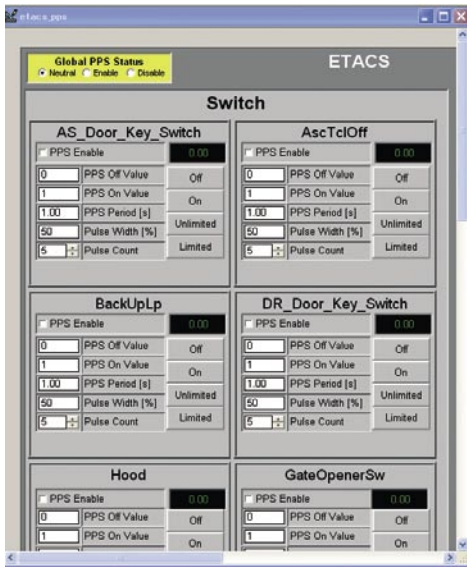 etacs_pps
Global PPS Status
Neutral Enable Disable
ETACS
Switch
AS_Door_Key_Switch
PPS Enable 0.00
0 PPS Off Value Off
1 PPS On Value On
1.00 PPS Period [s] Unlimited
50 Pulse Width [%]
5 Pulse Count Limited
AscTclOff
PPS Enable 0.00
0 PPS Off Value Off
1 PPS On Value On
1.00 PPS Period [s] Unlimited
50 Pulse Width [%]
5 Pulse Count Limited
BackUpLp
PPS Enable 0.00
0 PPS Off Value Off
1 PPS On Value On
1.00 PPS Period [s] Unlimited
50 Pulse Width [%]
5 Pulse Count Limited
DR_Door_Key_Switch
PPS Enable 0.00
0 PPS Off Value Off
1 PPS On Value On
1.00 PPS Period [s] Unlimited
50 Pulse Width [%]
5 Pulse Count Limited
Hood
PPS Enable 0.00
0 PPS Off Value Off
1 PPS On Value On
GateOpenerSw
PPS Enable 0.00
0 PPS Off Value Off
1 PPS On Value On